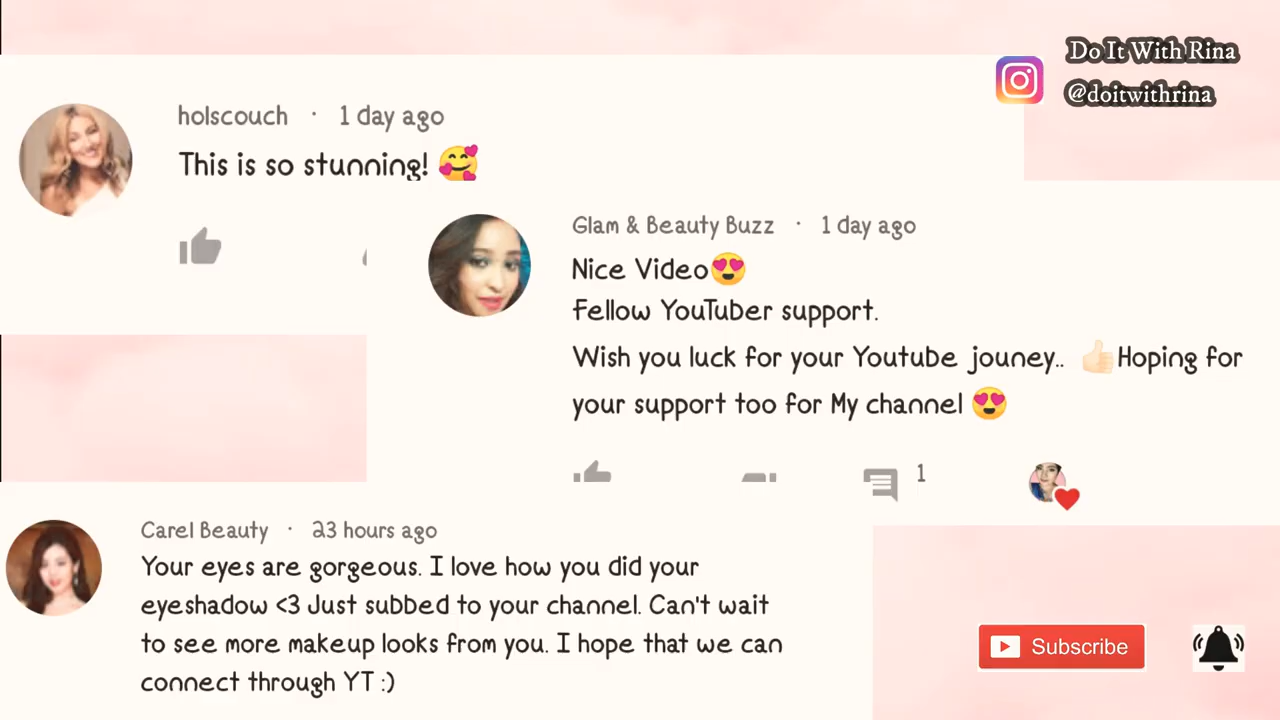 Do It With Rina
@doitwithrina
holscouch · 1 day ago
This is so stunning! 🥰
Glam & Beauty Buzz · 1 day ago
Nice Video😍
Fellow YouTuber support.
Wish you luck for your Youtube jouney.. 👍🏻Hoping for
your support too for My channel 😍
1
Carel Beauty · 23 hours ago
Your eyes are gorgeous. I love how you did your
eyeshadow <3 Just subbed to your channel. Can't wait
to see more makeup looks from you. I hope that we can
connect through YT :)
Subscribe